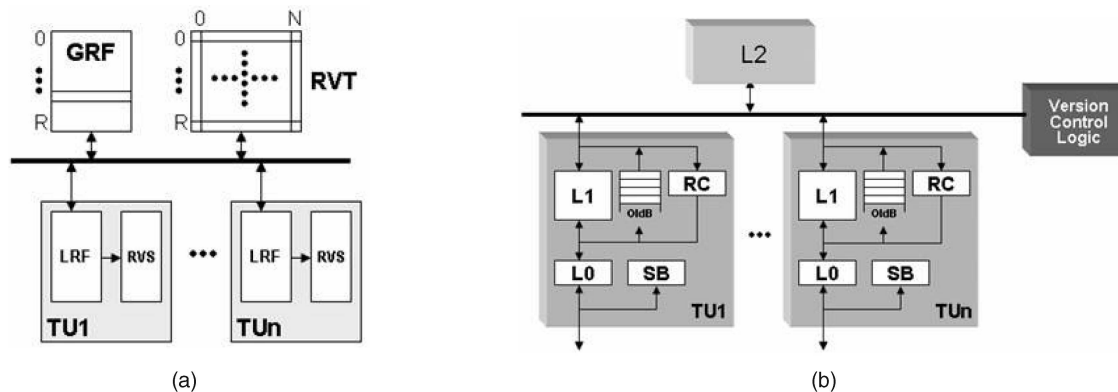 0
GRF
R
0 N
0
RVT
R
LRF
RVS
TU1
LRF
RVS
TUn
(a)
L2
Version
Control
Logic
L1
OldB
RC
L0
SB
TU1
L1
OldB
RC
L0
SB
TUn
(b)